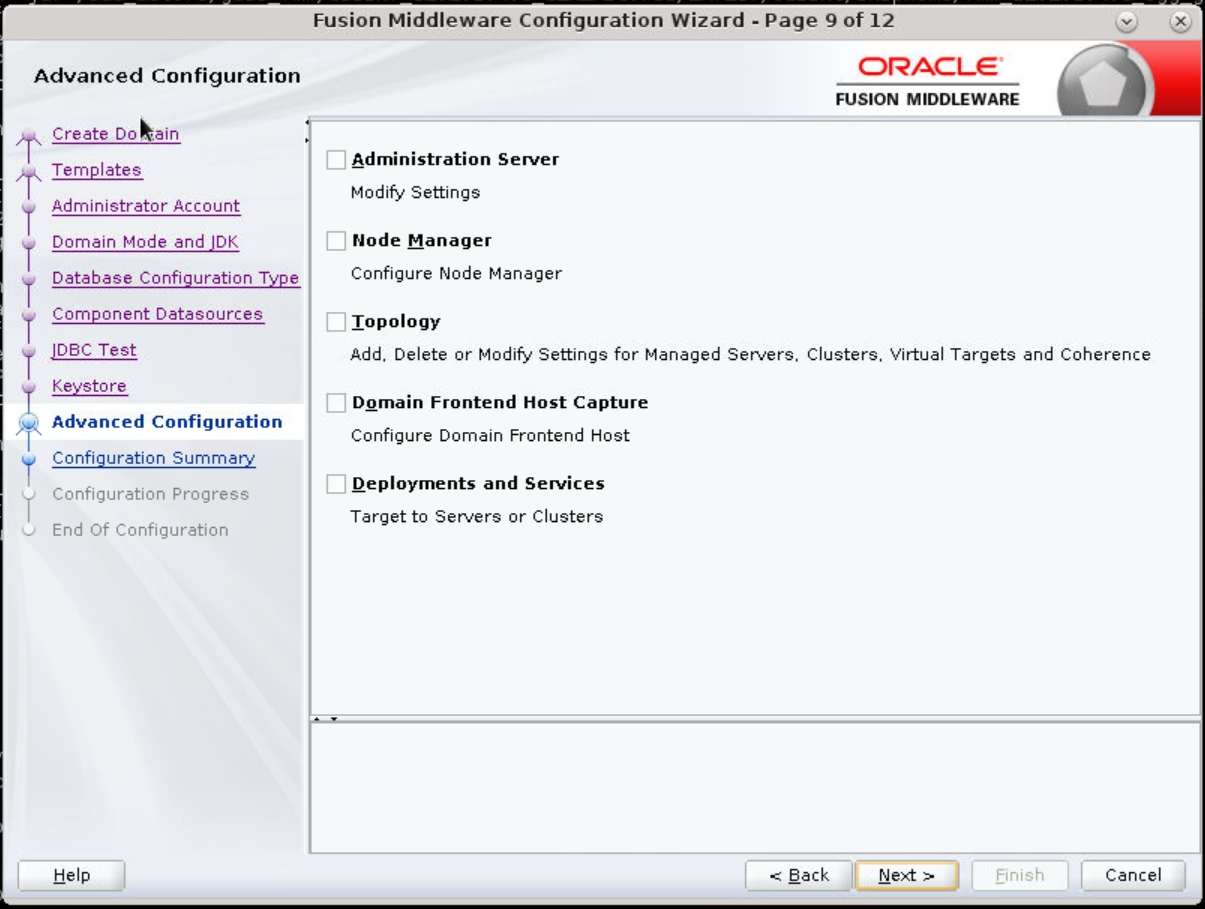 Fusion Middleware Configuration Wizard - Page 9 of 12
Advanced Configuration
ORACLE
FUSION MIDDLEWARE
Create Domain
Templates
Administrator Account
Domain Mode and JDK
Database Configuration Type
Component Datasources
JDBC Test
Keystore
Advanced Configuration
Configuration Summary
Configuration Progress
End Of Configuration
Administration Server
Modify Settings
Node Manager
Configure Node Manager
Topology
Add, Delete or Modify Settings for Managed Servers, Clusters, Virtual Targets and Coherence
Domain Frontend Host Capture
Configure Domain Frontend Host
Deployments and Services
Target to Servers or Clusters
Help
< Back
Next >
Finish
Cancel